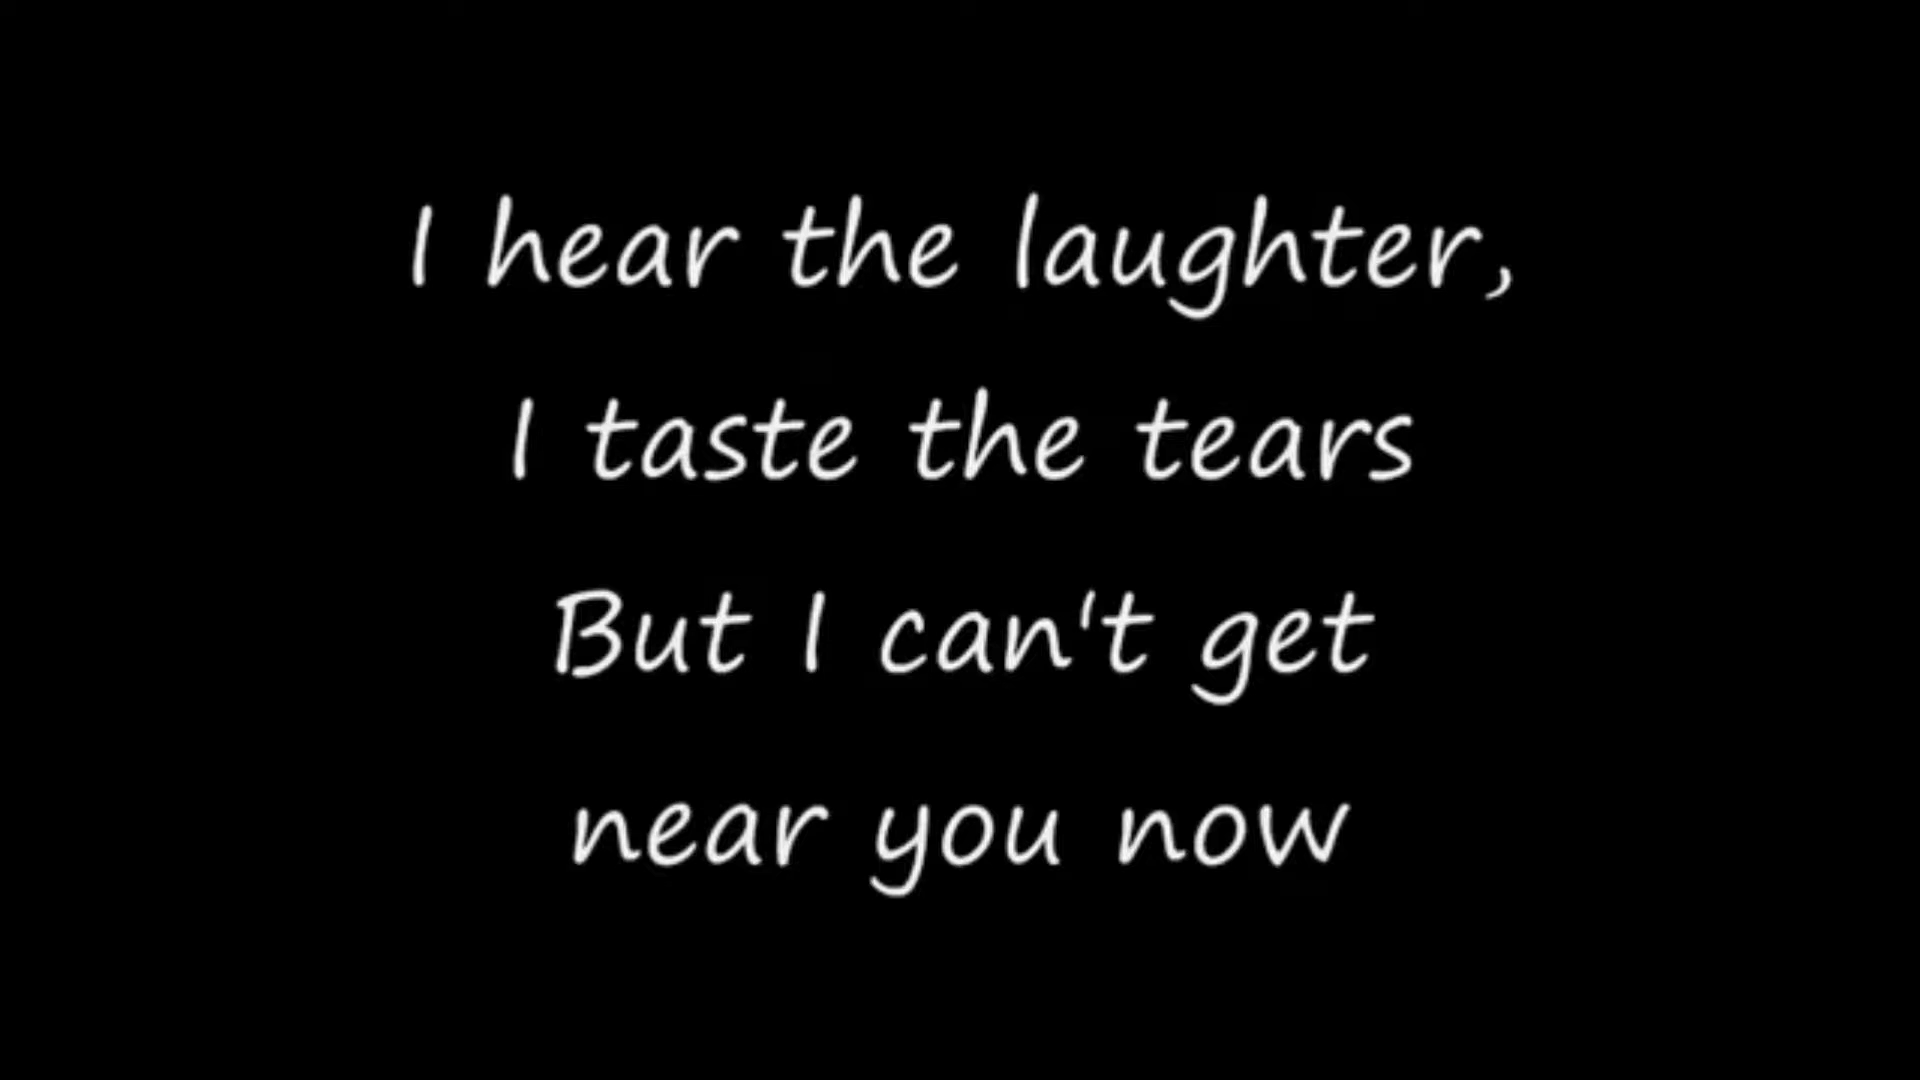 I hear the laughter,
I taste the tears
But I can't get
near you now